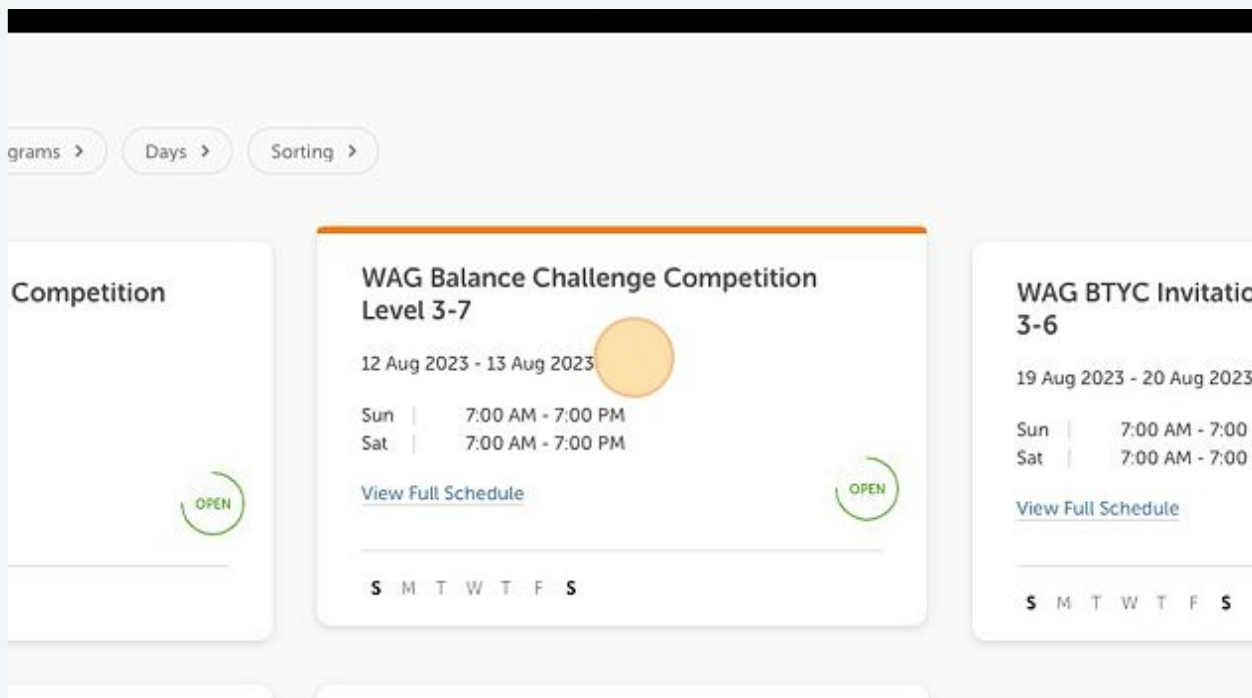 grams > Days > Sorting >
Competition
OPEN
WAG Balance Challenge Competition
Level 3-7
12 Aug 2023 - 13 Aug 2023
Sun | 7:00 AM - 7:00 PM
Sat | 7:00 AM - 7:00 PM
View Full Schedule
OPEN
S M T W T F S
WAG BTYC Invitatio
3-6
19 Aug 2023 - 20 Aug 2023
Sun | 7:00 AM - 7:00
Sat | 7:00 AM - 7:00
View Full Schedule
S M T W T F S